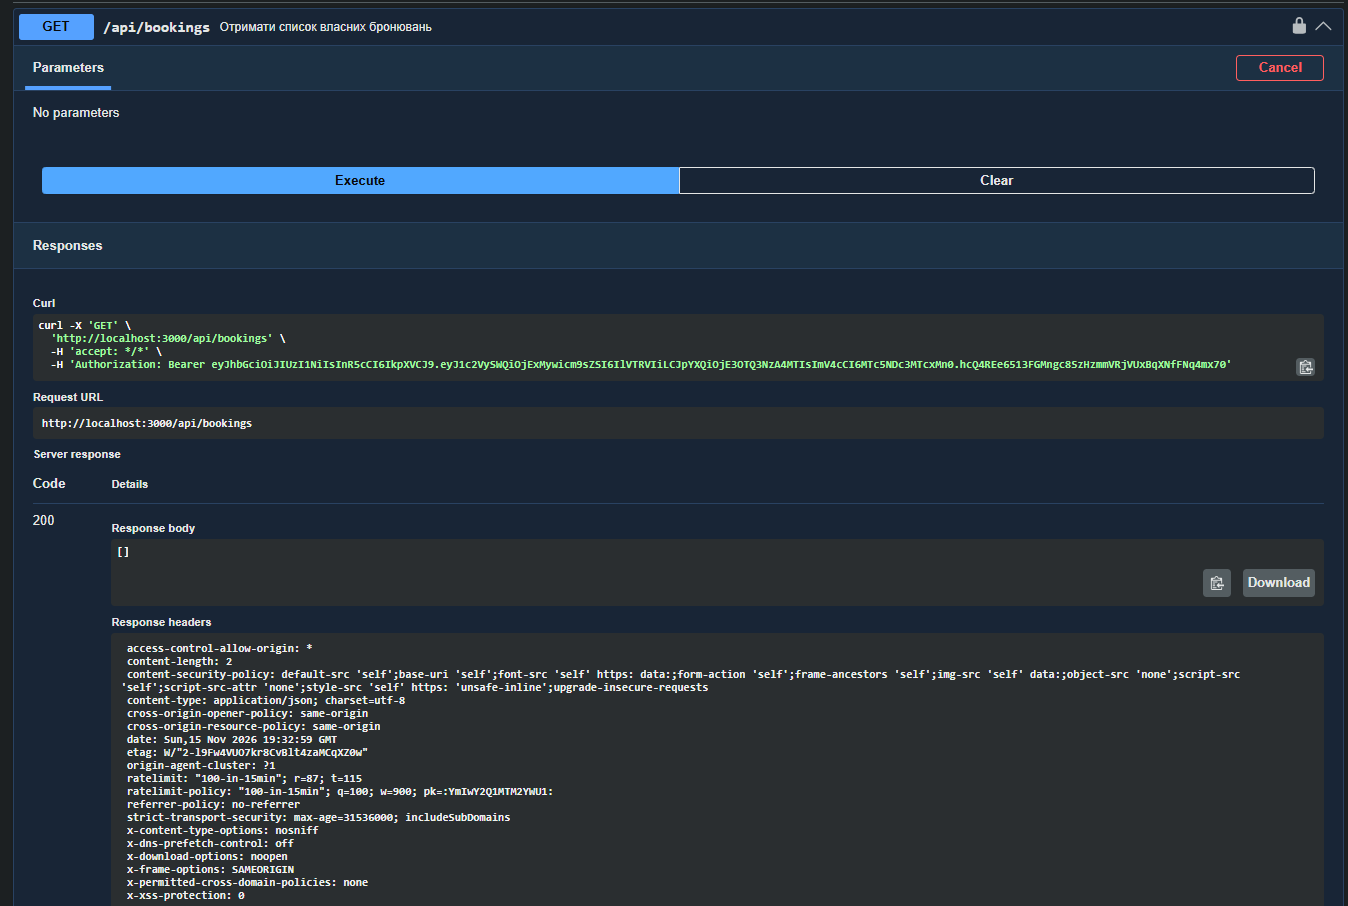 GET /api/bookings Отримати список власних бронювань
Parameters
Cancel
No parameters
Execute
Clear
Responses
Curl
curl -X 'GET' \
'http://localhost:3000/api/bookings' \
-H 'accept: */*' \
-H 'Authorization: Bearer eyJhbGciOiJIUzI1NiIsInR5cCI6IkpXVCJ9.eyJ1c2VySWQiOjExMywicm9sZSI6IlVTRVIiLCJpYXQiOjE3OTQ3NzA4MTIsImV4cCI6MTc5NDc3MTcxMn0.hcQ4REe6513FGMngc85zHzmmVRjVUxBqXNfFNq4mx70'
Request URL
http://localhost:3000/api/bookings
Server response
Code Details
200
Response body
[]
Download
Response headers
access-control-allow-origin: *
content-length: 2
content-security-policy: default-src 'self';base-uri 'self';font-src 'self' https: data:;form-action 'self';frame-ancestors 'self';img-src 'self' data:;object-src 'none';script-src
'self';script-src-attr 'none';style-src 'self' https: 'unsafe-inline';upgrade-insecure-requests
content-type: application/json; charset=utf-8
cross-origin-opener-policy: same-origin
cross-origin-resource-policy: same-origin
date: Sun,15 Nov 2026 19:32:59 GMT
etag: W/"2-l9Fw4VUO7kr8CvBlt4zaMCqXZ0w"
origin-agent-cluster: ?1
ratelimit: "100-in-15min"; r=87; t=115
ratelimit-policy: "100-in-15min"; q=100; w=900; pk=:YmIwY2Q1MTM2YWU1:
referrer-policy: no-referrer
strict-transport-security: max-age=31536000; includeSubDomains
x-content-type-options: nosniff
x-dns-prefetch-control: off
x-download-options: noopen
x-frame-options: SAMEORIGIN
x-permitted-cross-domain-policies: none
x-xss-protection: 0